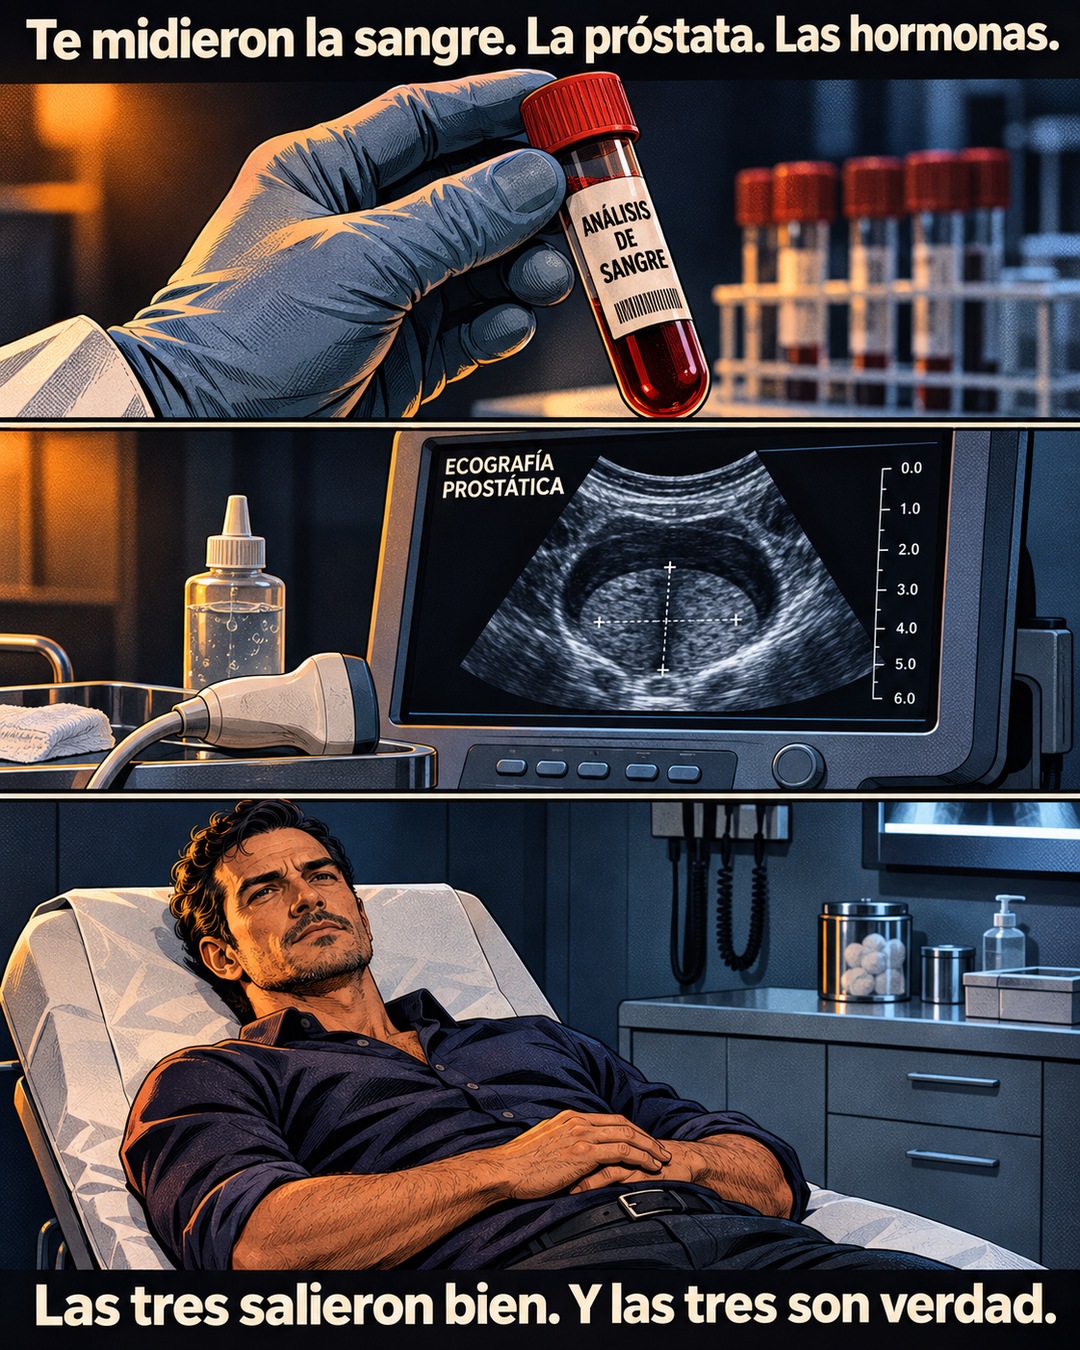 Te midieron la sangre. La próstata. Las hormonas.
ANÁLISIS
DE
SANGRE
ECOGRAFÍA
PROSTÁTICA
0.0
1.0
2.0
3.0
4.0
5.0
6.0
Las tres salieron bien. Y las tres son verdad.